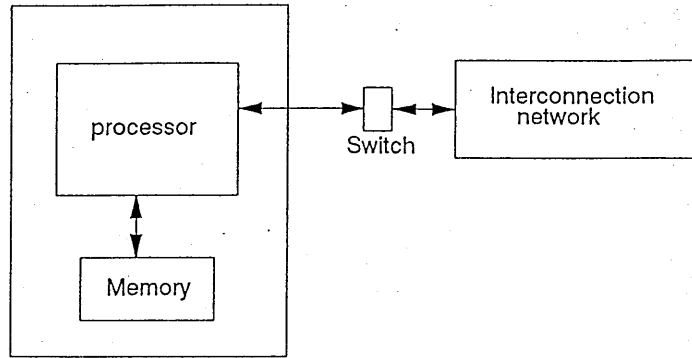 processor
Memory
Switch
Interconnection
network